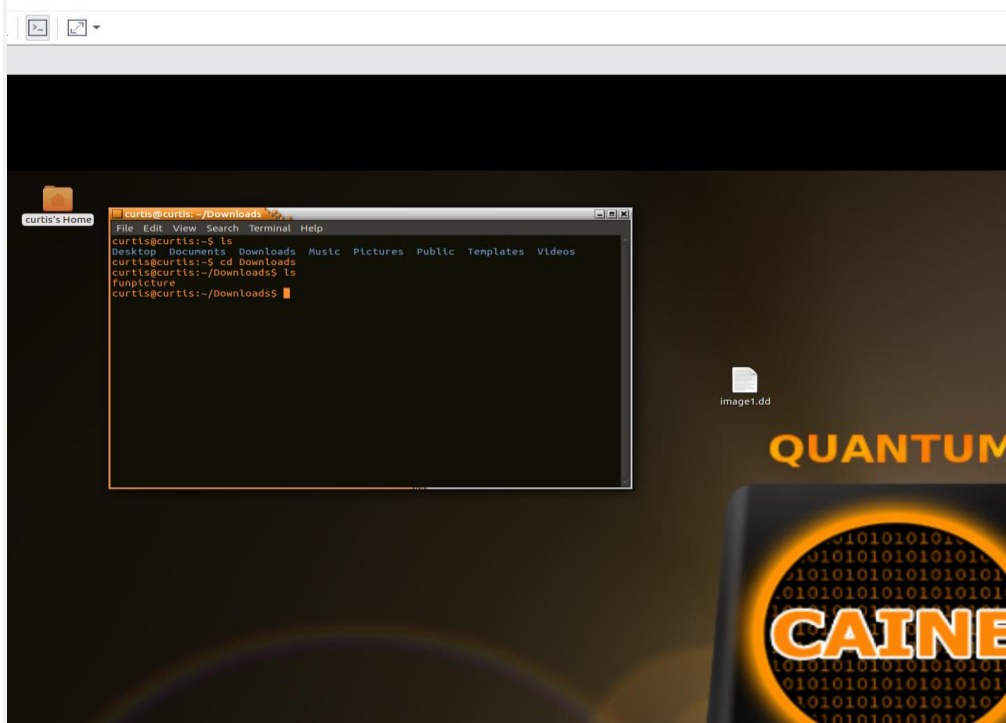 curtis's Home
curtis@curtis: ~/Downloads
File Edit View Search Terminal Help
curtis@curtis:~$ ls
Desktop Documents Downloads Music Pictures Public Templates Videos
curtis@curtis:~$ cd Downloads
curtis@curtis:~/Downloads$ ls
funpicture
curtis@curtis:~/Downloads$
image1.dd
QUANTUM
CAINE